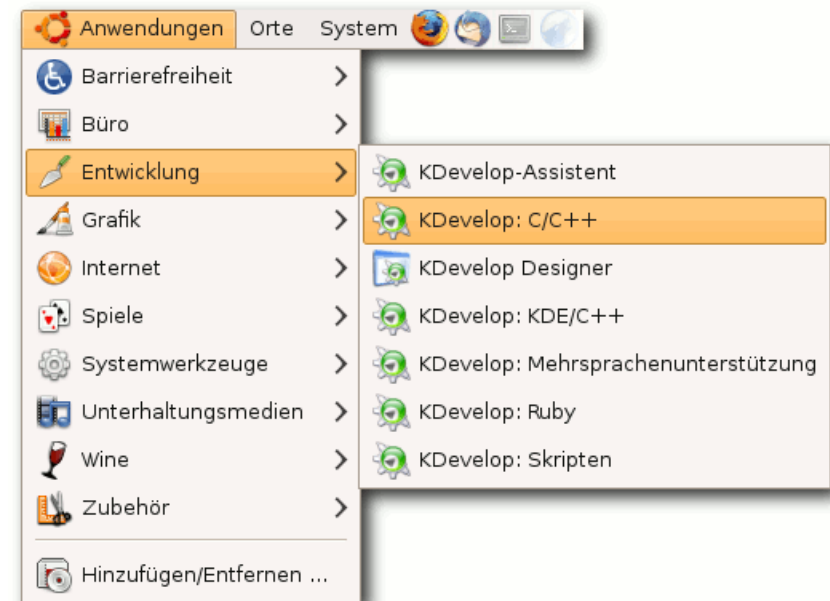 Anwendungen Orte System
Barrierefreiheit
Büro
Entwicklung
Grafik
Internet
Spiele
Systemwerkzeuge
Unterhaltungsmedien
Wine
Zubehör
Hinzufügen/Entfernen ...
KDevelop-Assistent
KDevelop: C/C++
KDevelop Designer
KDevelop: KDE/C++
KDevelop: Mehrsprachenunterstützung
KDevelop: Ruby
KDevelop: Skripten